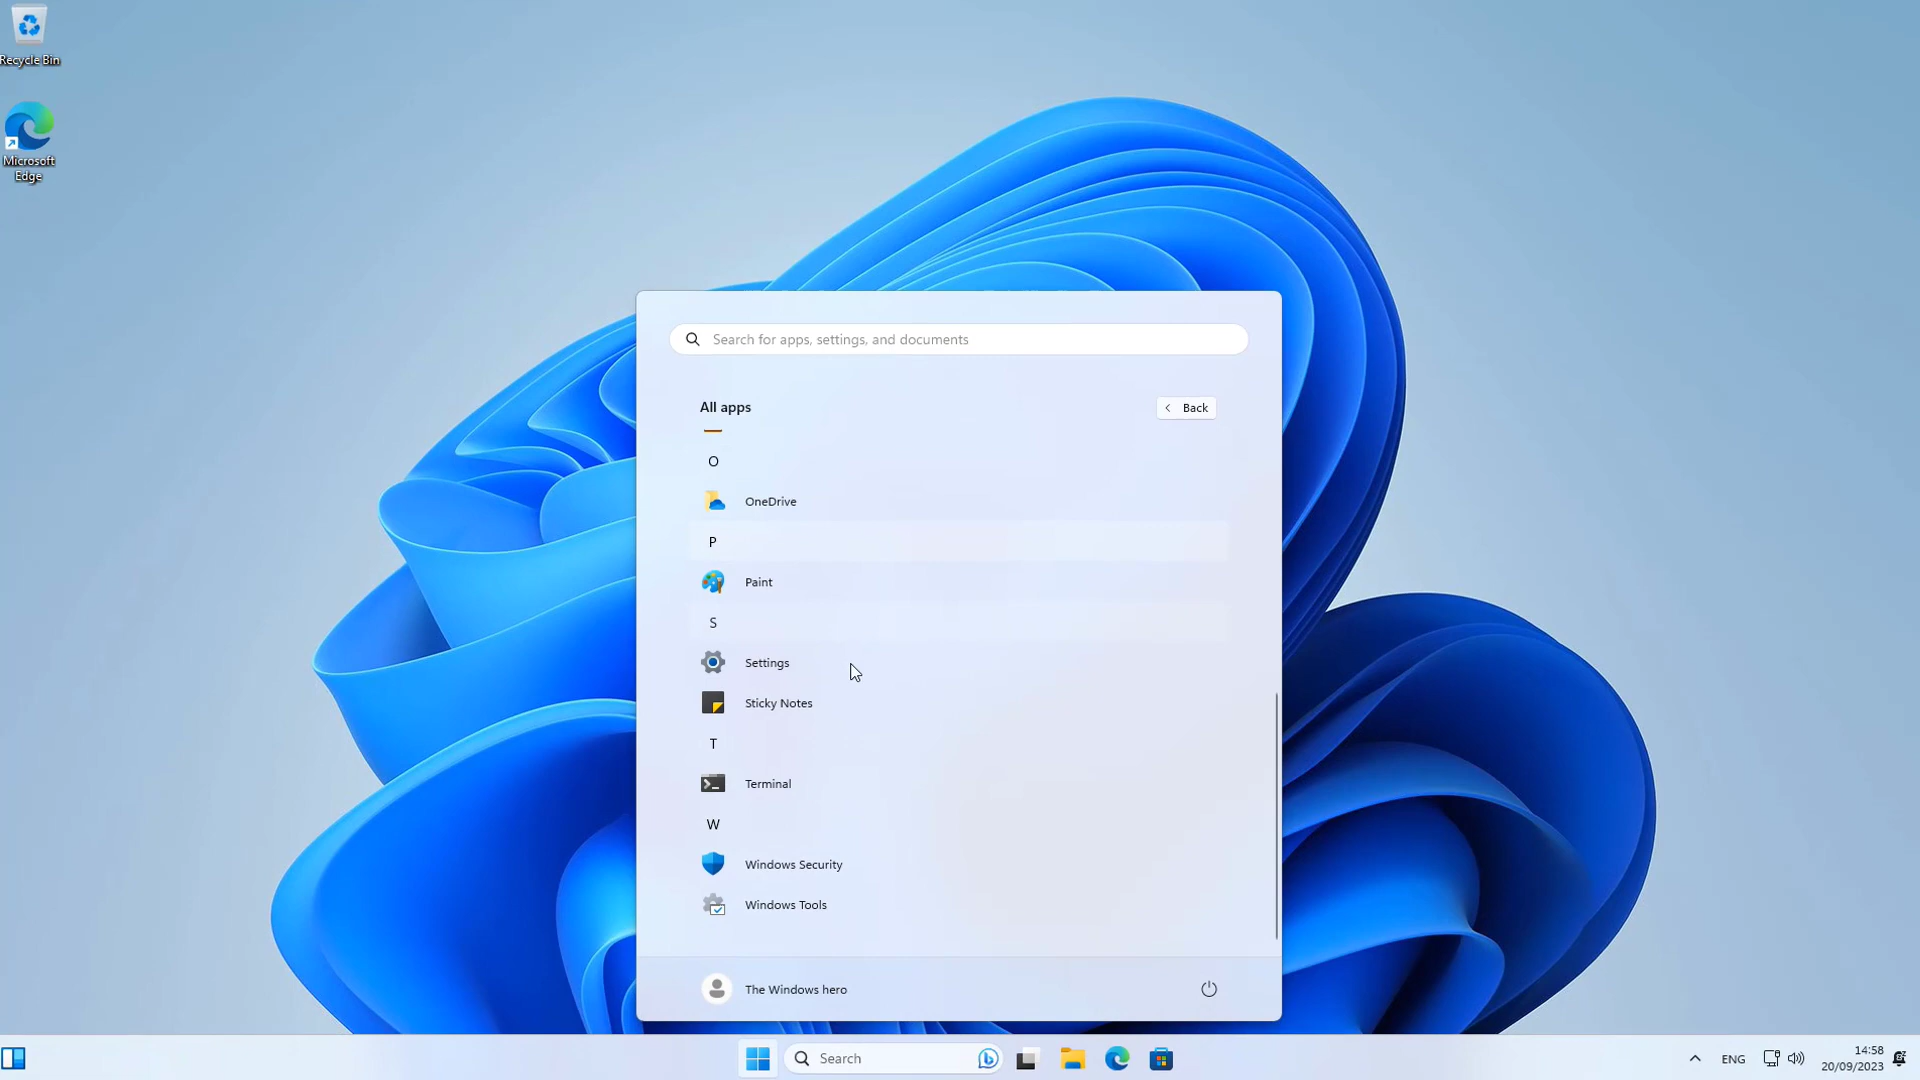 Recycle Bin
Microsoft
Edge
Search for apps, settings, and documents
All apps
Back
O
OneDrive
P
Paint
S
Settings
Sticky Notes
T
Terminal
W
Windows Security
Windows Tools
The Windows hero
Search
ENG
14:58
20/09/2023